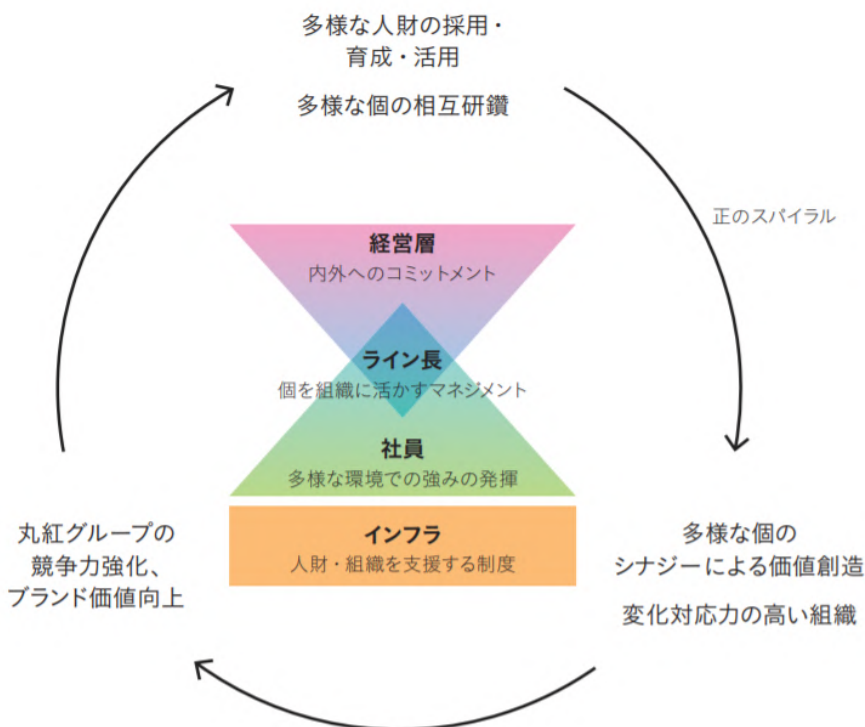 多様な人財の採用・
育成・活用
多様な個の相互研鑽
正のスパイラル
経営層
内外へのコミットメント
ライン長
個を組織に活かすマネジメント
社員
多様な環境での強みの発揮
インフラ
人財・組織を支援する制度
丸紅グループの
競争力強化、
ブランド価値向上
多様な個の
シナジーによる価値創造
変化対応力の高い組織